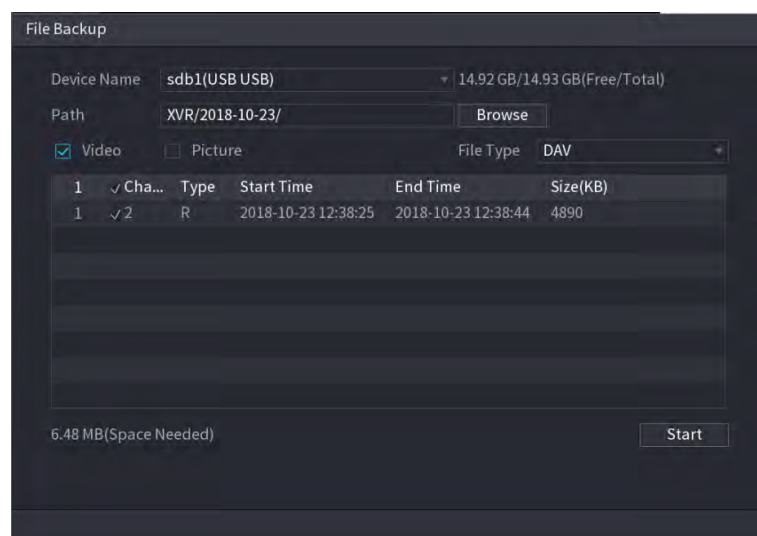 File Backup
Device Name sdb1(USB USB) 14.92 GB/14.93 GB(Free/Total)
Path XVR/2018-10-23/ Browse
Video Picture File Type DAV
1 Cha... Type Start Time End Time Size(KB)
1 2 R 2018-10-23 12:38:25 2018-10-23 12:38:44 4890
6.48 MB(Space Needed) Start